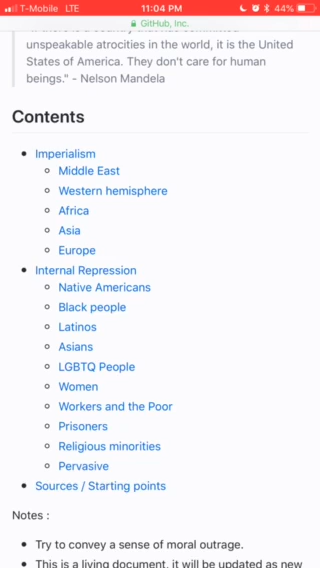 T-Mobile LTE 11:04 PM 44%
GitHub, Inc.
unspeakable atrocities in the world, it is the United
States of America. They don't care for human
beings." - Nelson Mandela
Contents
Imperialism
Middle East
Western hemisphere
Africa
Asia
Europe
Internal Repression
Native Americans
Black people
Latinos
Asians
LGBTQ People
Women
Workers and the Poor
Prisoners
Religious minorities
Pervasive
Sources / Starting points
Notes :
Try to convey a sense of moral outrage.
This is a living document, it will be updated as new